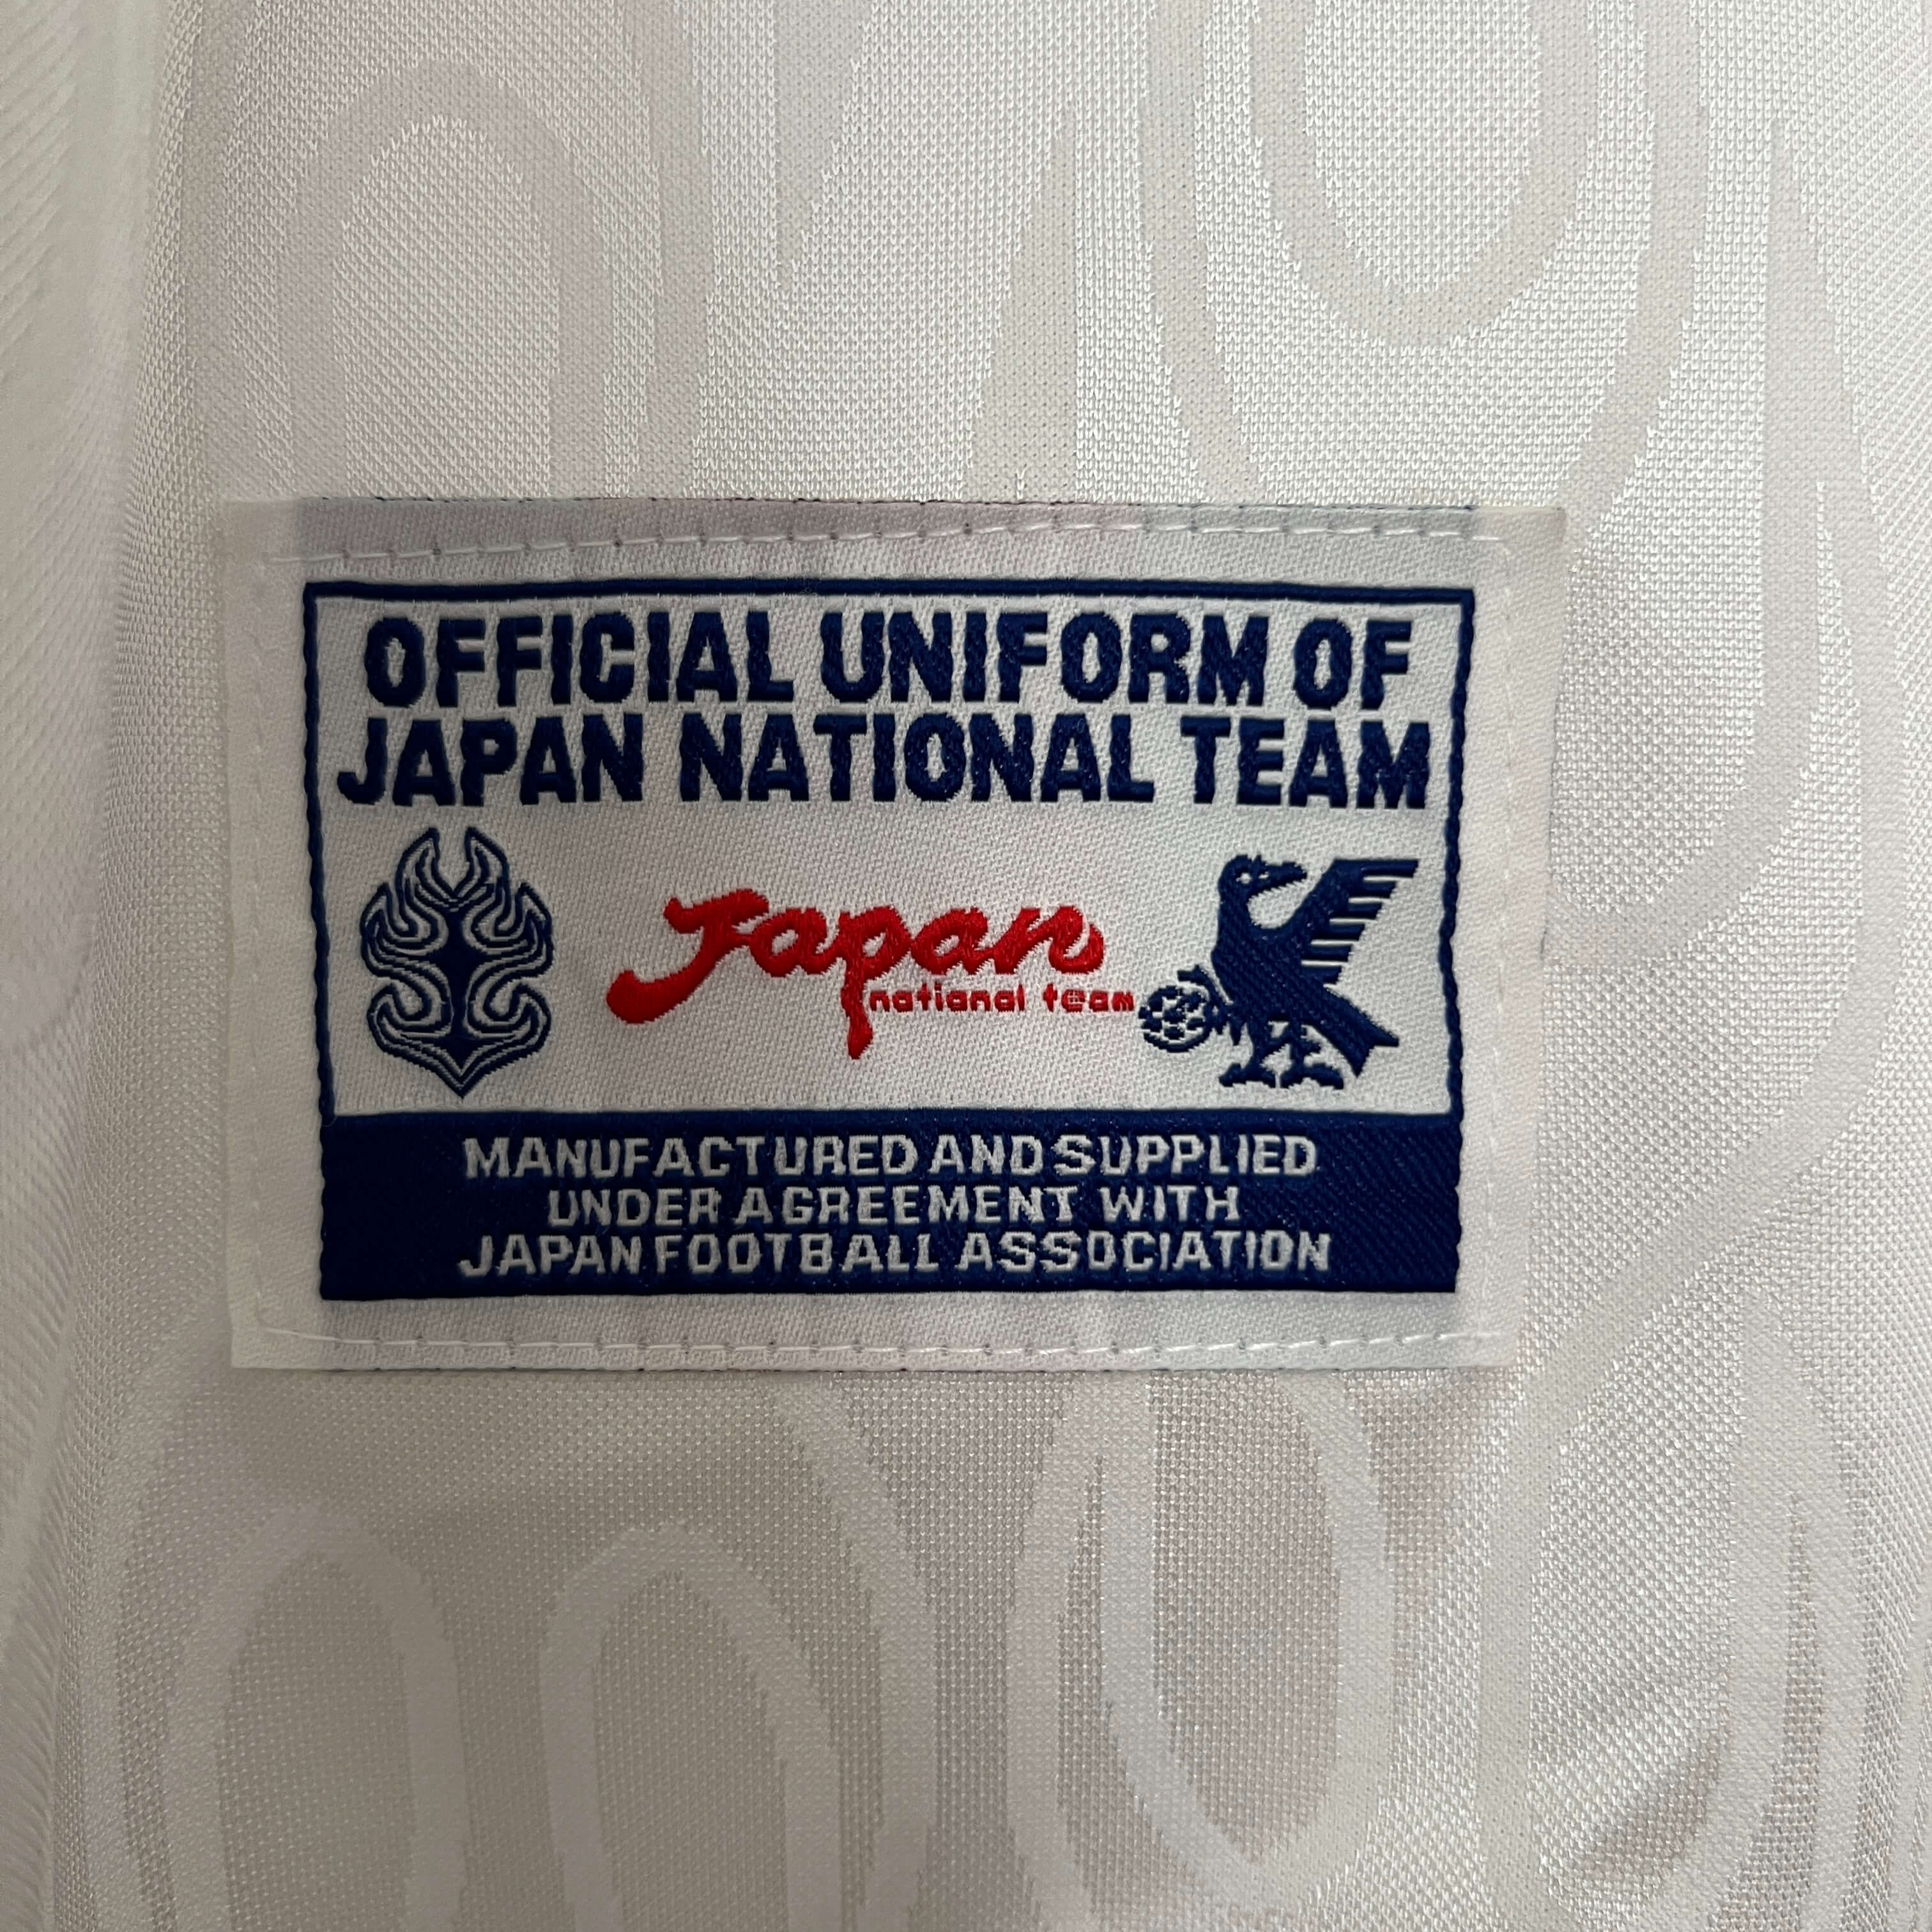 OFFICIAL UNIFORM OF
JAPAN NATIONAL TEAM
Japan
national team
MANUFACTURED AND SUPPLIED
UNDER AGREEMENT WITH
JAPAN FOOTBALL ASSOCIATION